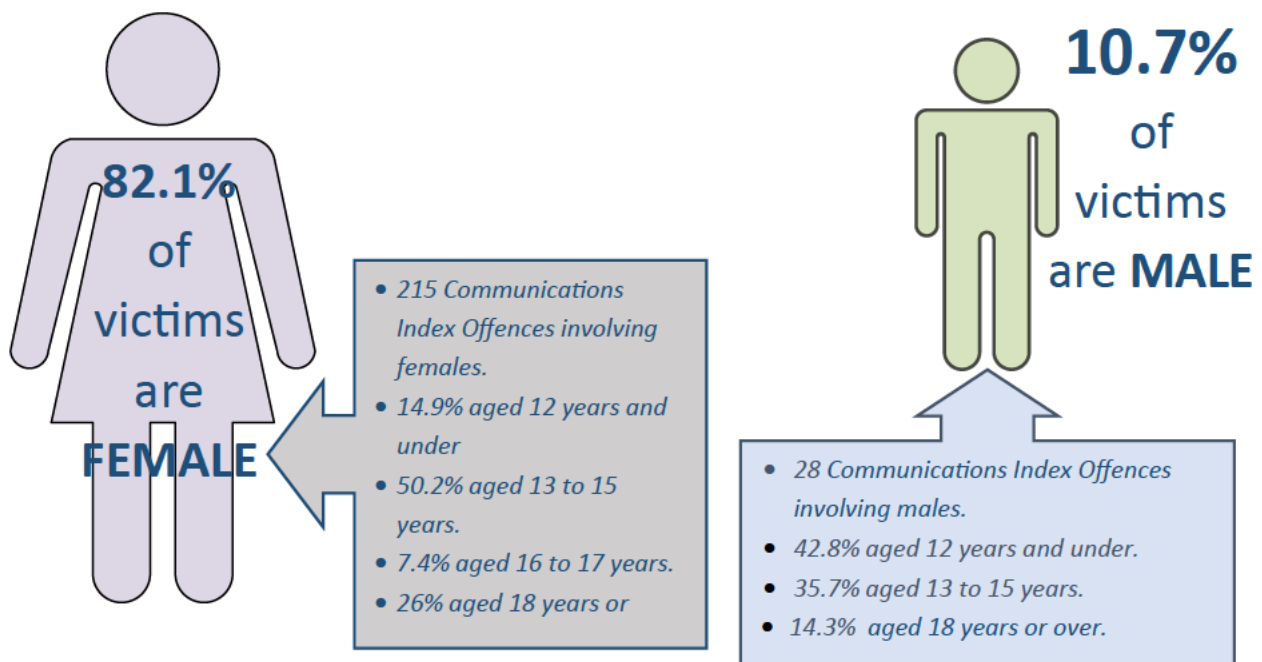 82.1%
of
victims
are
FEMALE
• 215 Communications
Index Offences involving
females.
• 14.9% aged 12 years and
under
• 50.2% aged 13 to 15
years.
• 7.4% aged 16 to 17 years.
• 26% aged 18 years or
10.7%
of
victims
are MALE
• 28 Communications Index Offences
involving males.
• 42.8% aged 12 years and under.
• 35.7% aged 13 to 15 years.
• 14.3% aged 18 years or over.